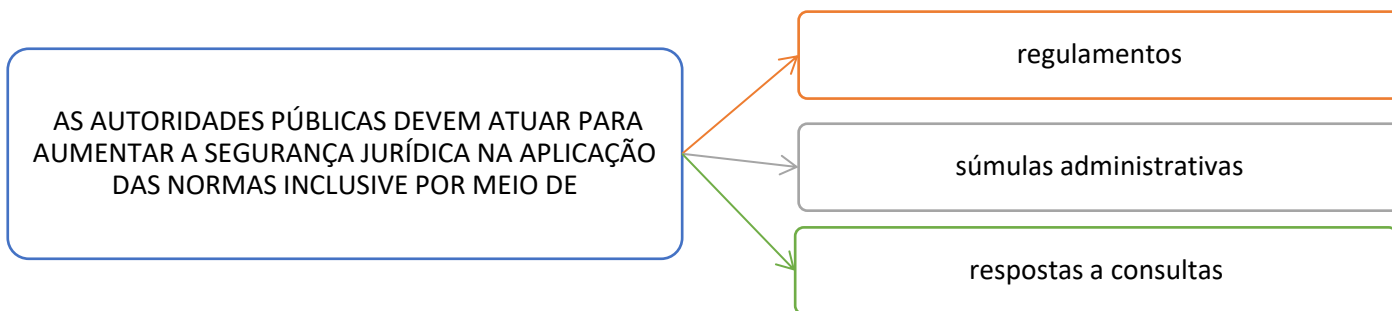 AS AUTORIDADES PÚBLICAS DEVEM ATUAR PARA
AUMENTAR A SEGURANÇA JURÍDICA NA APLICAÇÃO
DAS NORMAS INCLUSIVE POR MEIO DE
regulamentos
súmulas administrativas
respostas a consultas